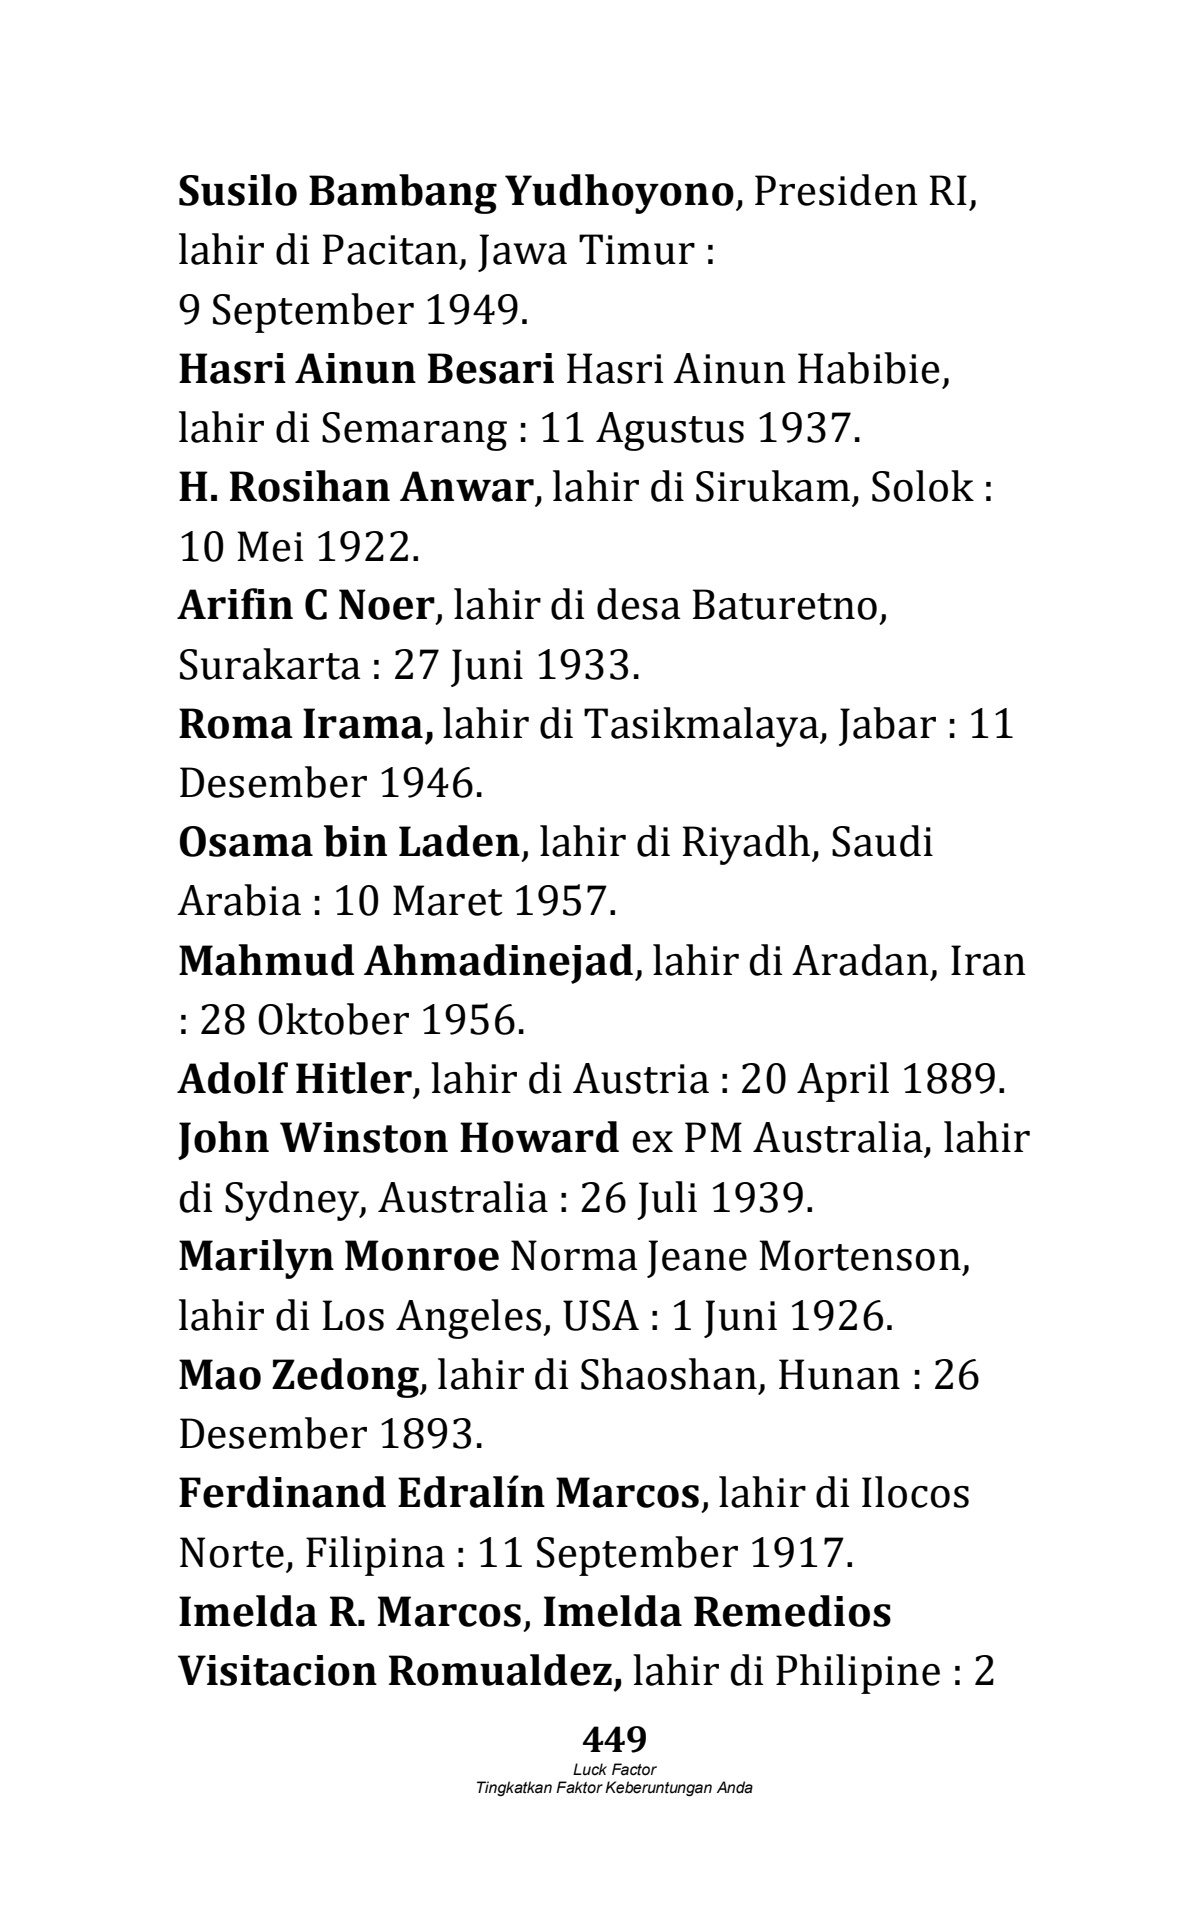 Susilo Bambang Yudhoyono, Presiden RI,
lahir di Pacitan, Jawa Timur :
9 September 1949.
Hasri Ainun Besari Hasri Ainun Habibie,
lahir di Semarang : 11 Agustus 1937.
H. Rosihan Anwar, lahir di Sirukam, Solok :
10 Mei 1922.
Arifin C Noer, lahir di desa Baturetno,
Surakarta : 27 Juni 1933.
Roma Irama, lahir di Tasikmalaya, Jabar : 11
Desember 1946.
Osama bin Laden, lahir di Riyadh, Saudi
Arabia : 10 Maret 1957.
Mahmud Ahmadinejad, lahir di Aradan, Iran
: 28 Oktober 1956.
Adolf Hitler, lahir di Austria : 20 April 1889.
John Winston Howard ex PM Australia, lahir
di Sydney, Australia : 26 Juli 1939.
Marilyn Monroe Norma Jeane Mortenson,
lahir di Los Angeles, USA : 1 Juni 1926.
Mao Zedong, lahir di Shaoshan, Hunan : 26
Desember 1893.
Ferdinand Edralín Marcos, lahir di Ilocos
Norte, Filipina : 11 September 1917.
Imelda R. Marcos, Imelda Remedios
Visitacion Romualdez, lahir di Philipine : 2
449
Luck Factor
Tingkatkan Faktor Keberuntungan Anda